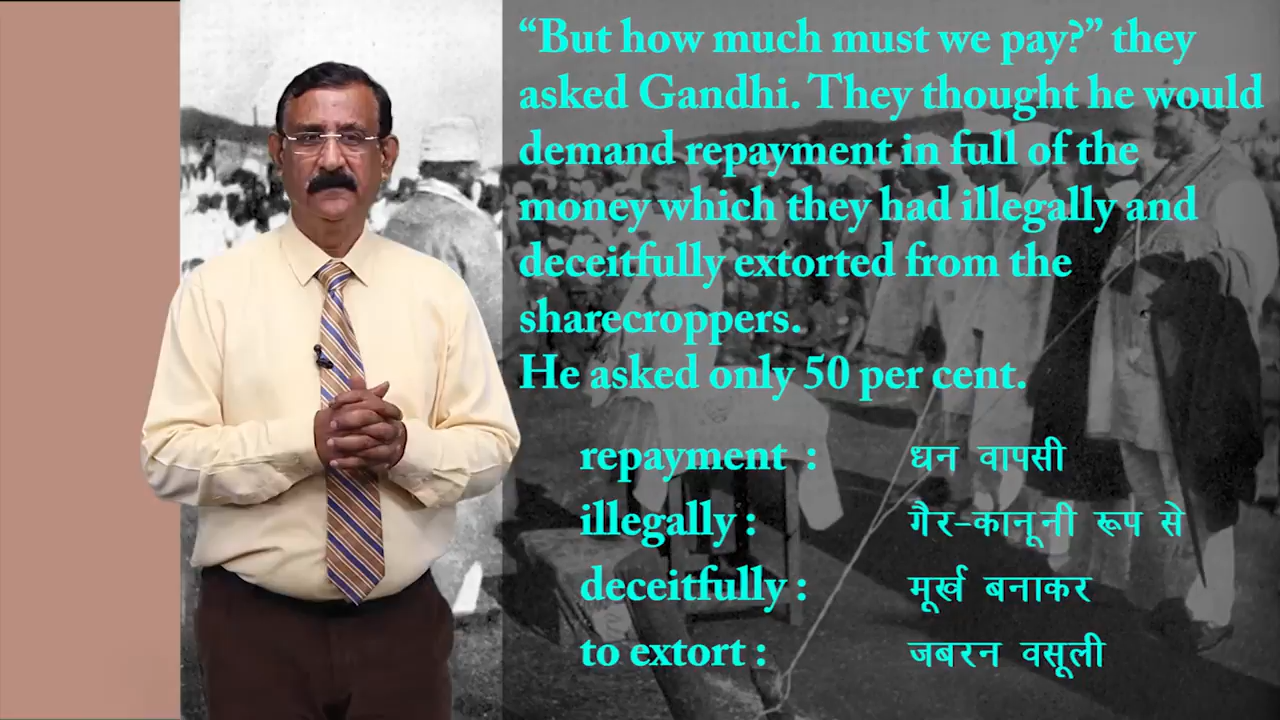 “But how much must we pay?” they
asked Gandhi. They thought he would
demand repayment in full of the
money which they had illegally and
deceitfully extorted from the
sharecroppers.
He asked only 50 per cent.
repayment : धन वापसी
illegally : गैर-कानूनी रूप से
deceitfully : मूर्ख बनाकर
to extort : जबरन वसूली